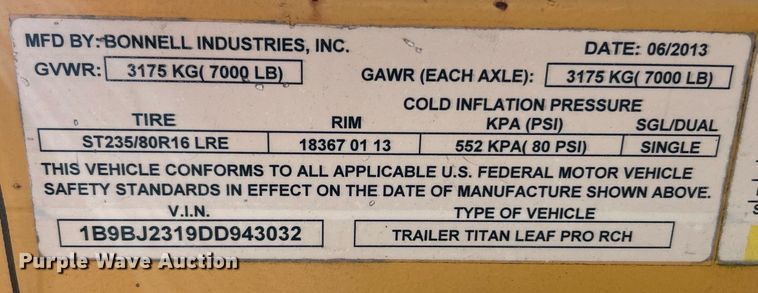 MFD BY: BONNELL INDUSTRIES, INC. DATE: 06/2013
GVWR: 3175 KG( 7000 LB) GAWR (EACH AXLE): 3175 KG( 7000 LB)
COLD INFLATION PRESSURE
TIRE RIM KPA (PSI) SGL/DUAL
ST235/80R16 LRE 18367 01 13 552 KPA( 80 PSI) SINGLE
THIS VEHICLE CONFORMS TO ALL APPLICABLE U.S. FEDERAL MOTOR VEHICLE
SAFETY STANDARDS IN EFFECT ON THE DATE OF MANUFACTURE SHOWN ABOVE.
V.I.N. TYPE OF VEHICLE
1B9BJ2319DD943032 TRAILER TITAN LEAF PRO RCH
Purple Wave Auction